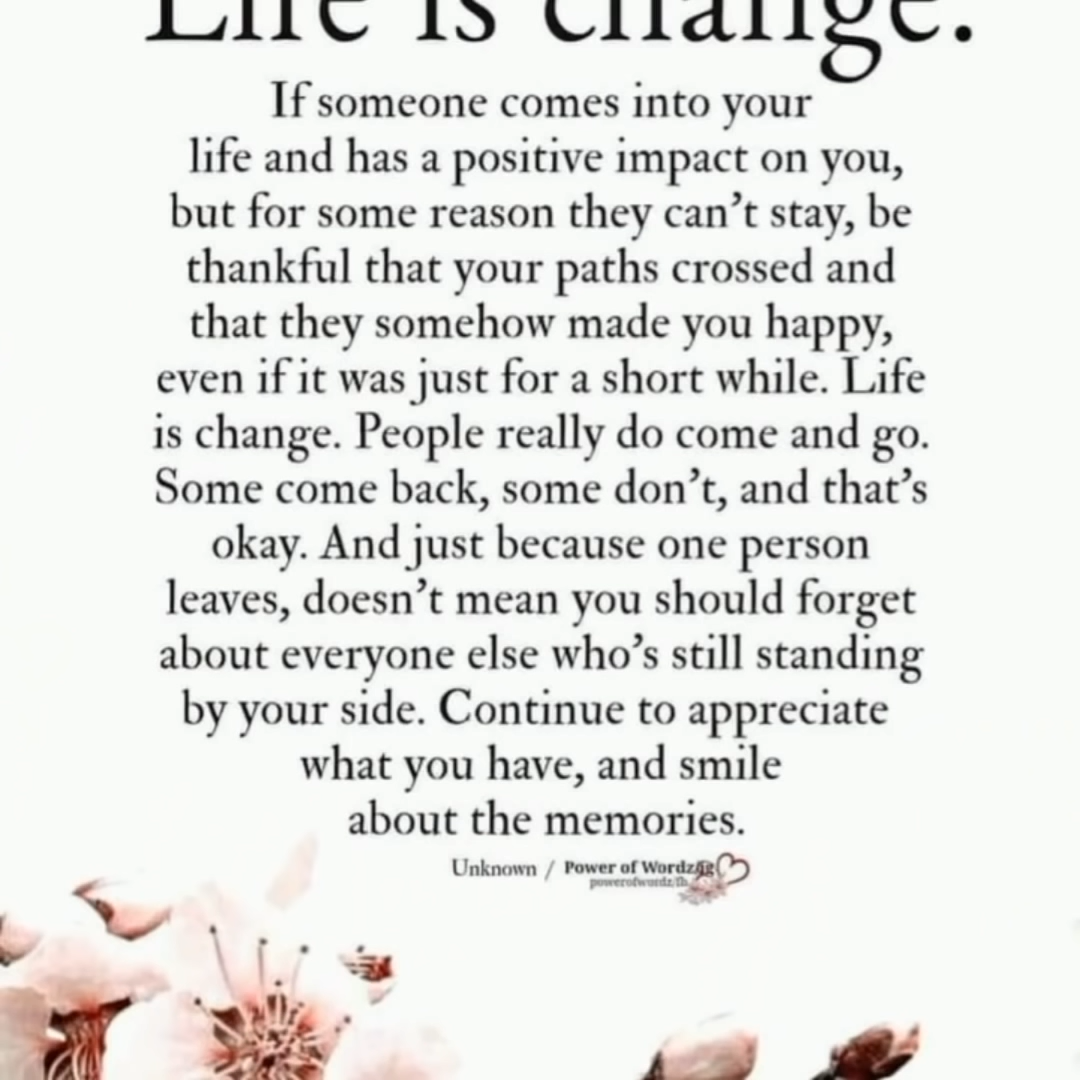 Life is change.
If someone comes into your
life and has a positive impact on you,
but for some reason they can’t stay, be
thankful that your paths crossed and
that they somehow made you happy,
even if it was just for a short while. Life
is change. People really do come and go.
Some come back, some don’t, and that’s
okay. And just because one person
leaves, doesn’t mean you should forget
about everyone else who’s still standing
by your side. Continue to appreciate
what you have, and smile
about the memories.
Unknown / Power of Wordz